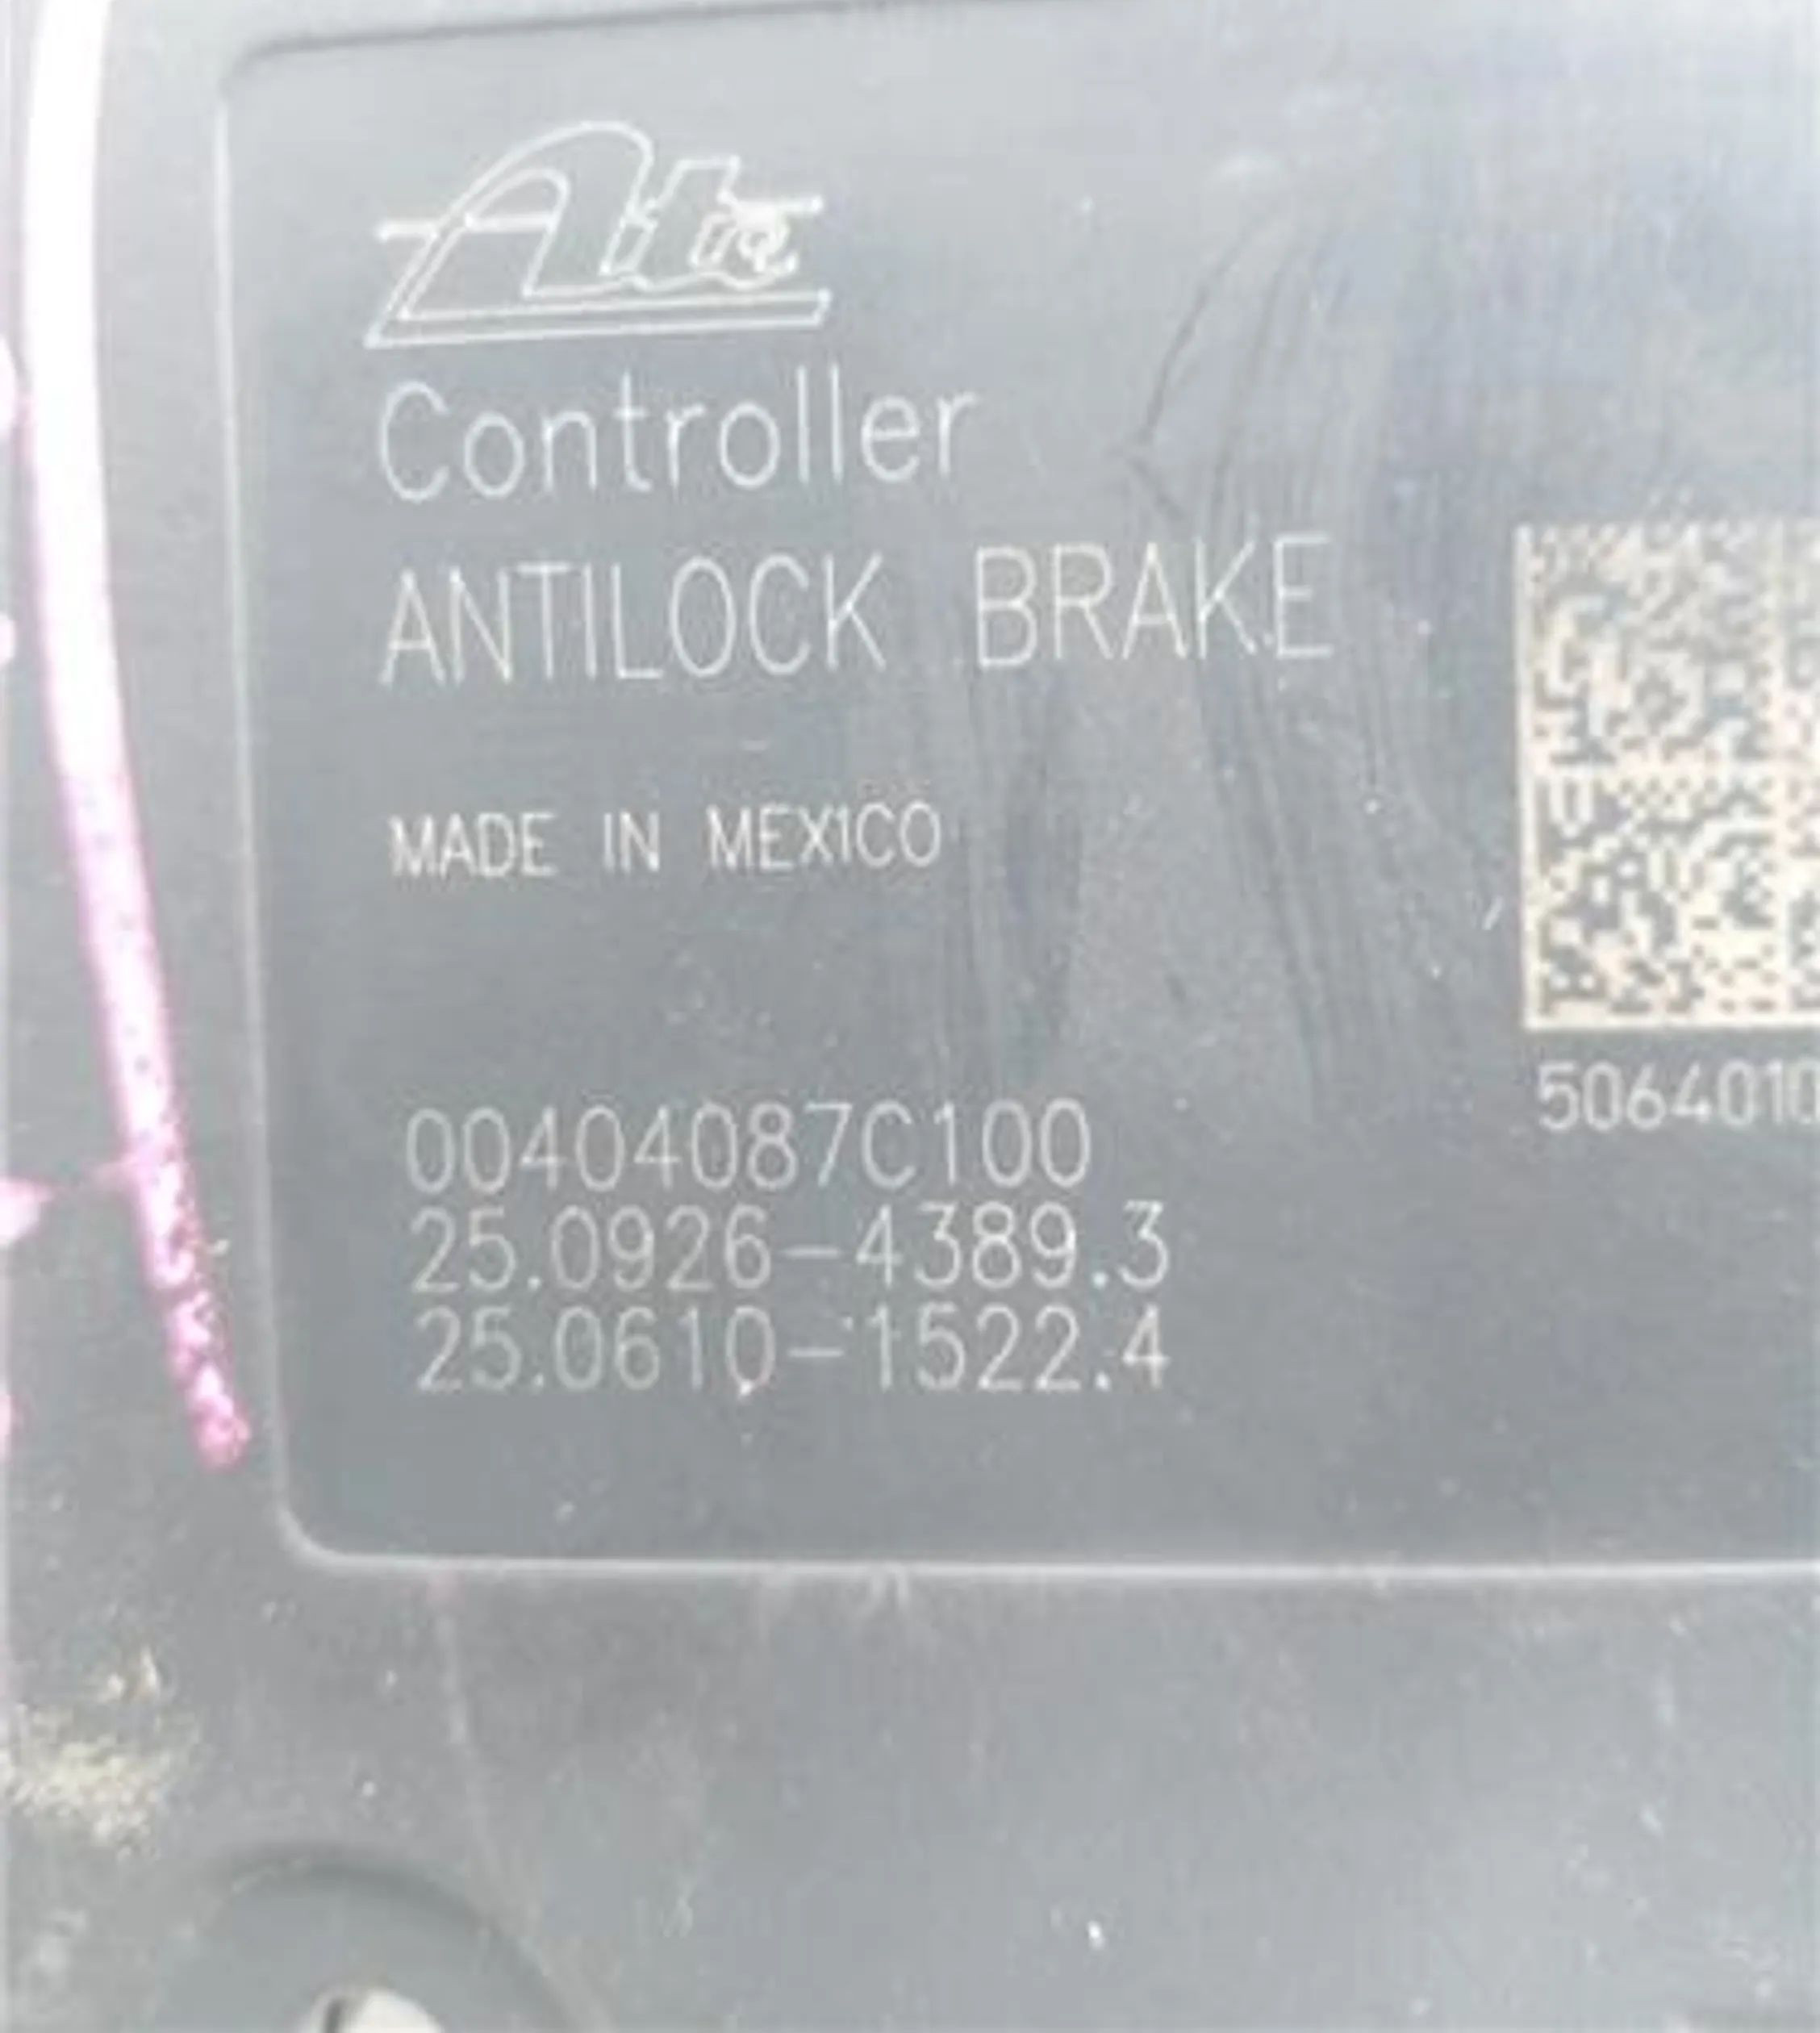 Ate
Controller
ANTILOCK BRAKE
MADE IN MEXICO
5064010
00404087C100
25.0926-4389.3
25.0610-1522.4